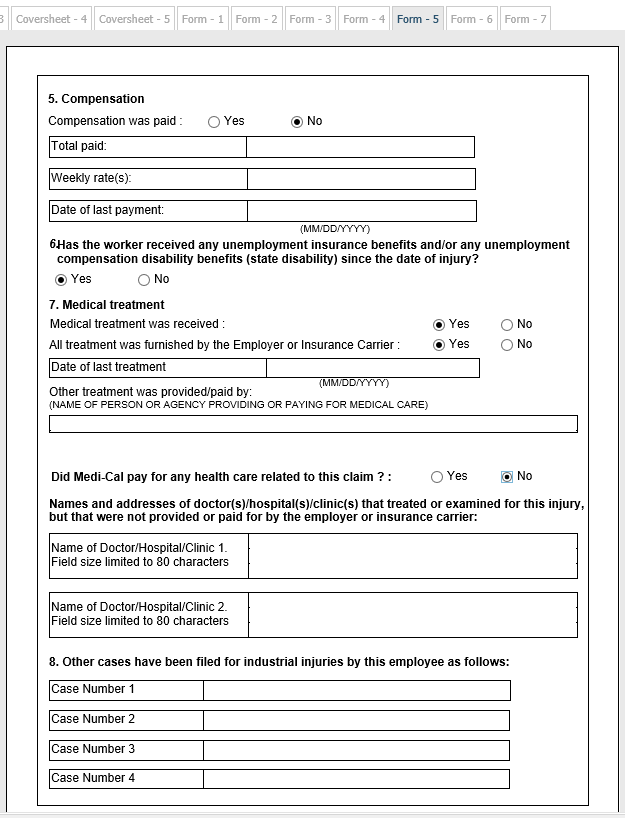 3 Coversheet - 4 Coversheet - 5 Form - 1 Form - 2 Form - 3 Form - 4 Form - 5 Form - 6 Form - 7
5. Compensation
Compensation was paid : Yes No
Total paid:
Weekly rate(s):
Date of last payment:
(MM/DD/YYYY)
6.Has the worker received any unemployment insurance benefits and/or any unemployment
compensation disability benefits (state disability) since the date of injury?
Yes No
7. Medical treatment
Medical treatment was received : Yes No
All treatment was furnished by the Employer or Insurance Carrier : Yes No
Date of last treatment
(MM/DD/YYYY)
Other treatment was provided/paid by:
(NAME OF PERSON OR AGENCY PROVIDING OR PAYING FOR MEDICAL CARE)
Did Medi-Cal pay for any health care related to this claim ? : Yes No
Names and addresses of doctor(s)/hospital(s)/clinic(s) that treated or examined for this injury,
but that were not provided or paid for by the employer or insurance carrier:
Name of Doctor/Hospital/Clinic 1.
Field size limited to 80 characters
Name of Doctor/Hospital/Clinic 2.
Field size limited to 80 characters
8. Other cases have been filed for industrial injuries by this employee as follows:
Case Number 1
Case Number 2
Case Number 3
Case Number 4